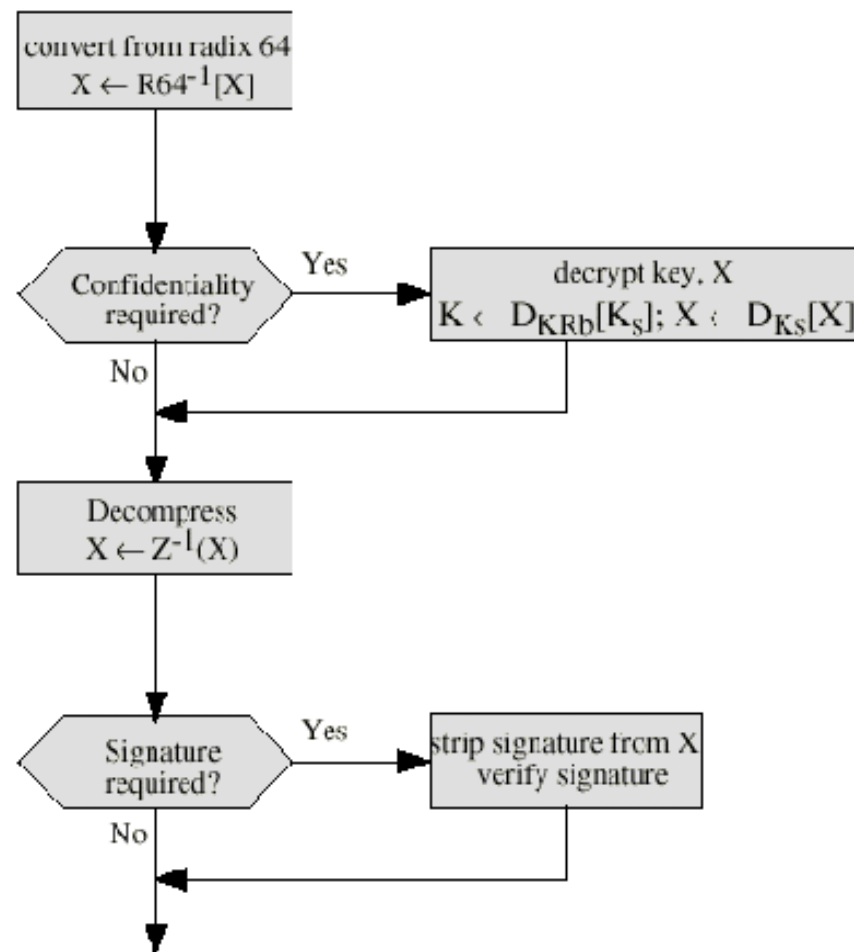 convert from radix 64
X ← R64⁻¹[X]
Confidentiality
required?
Yes
decrypt key, X
K ← D_KRb[K_s]; X ← D_Ks[X]
No
Decompress
X ← Z⁻¹(X)
Signature
required?
Yes
strip signature from X
verify signature
No